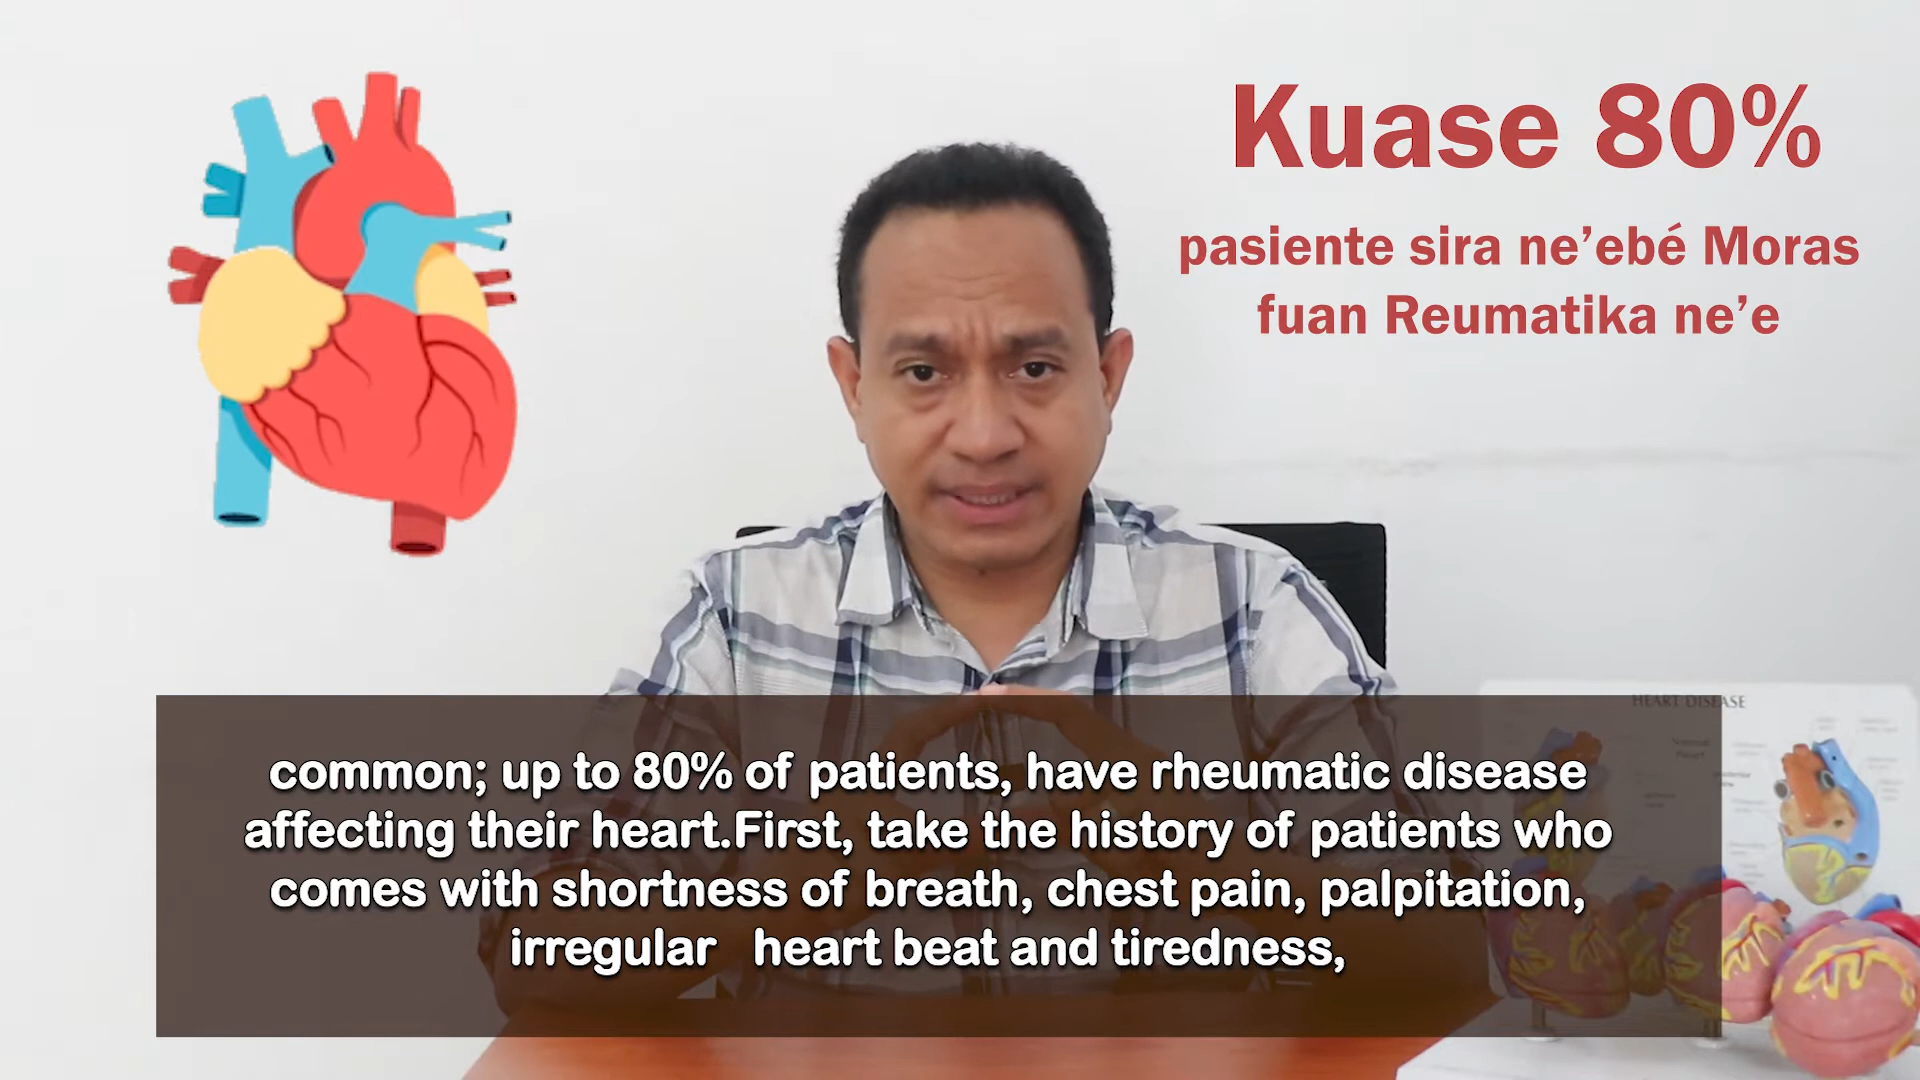 Kuase 80%
pasiente sira ne’ebé Moras
fuan Reumatika ne’e
HEART DISEASE
common; up to 80% of patients, have rheumatic disease
affecting their heart.First, take the history of patients who
comes with shortness of breath, chest pain, palpitation,
irregular   heart beat and tiredness,